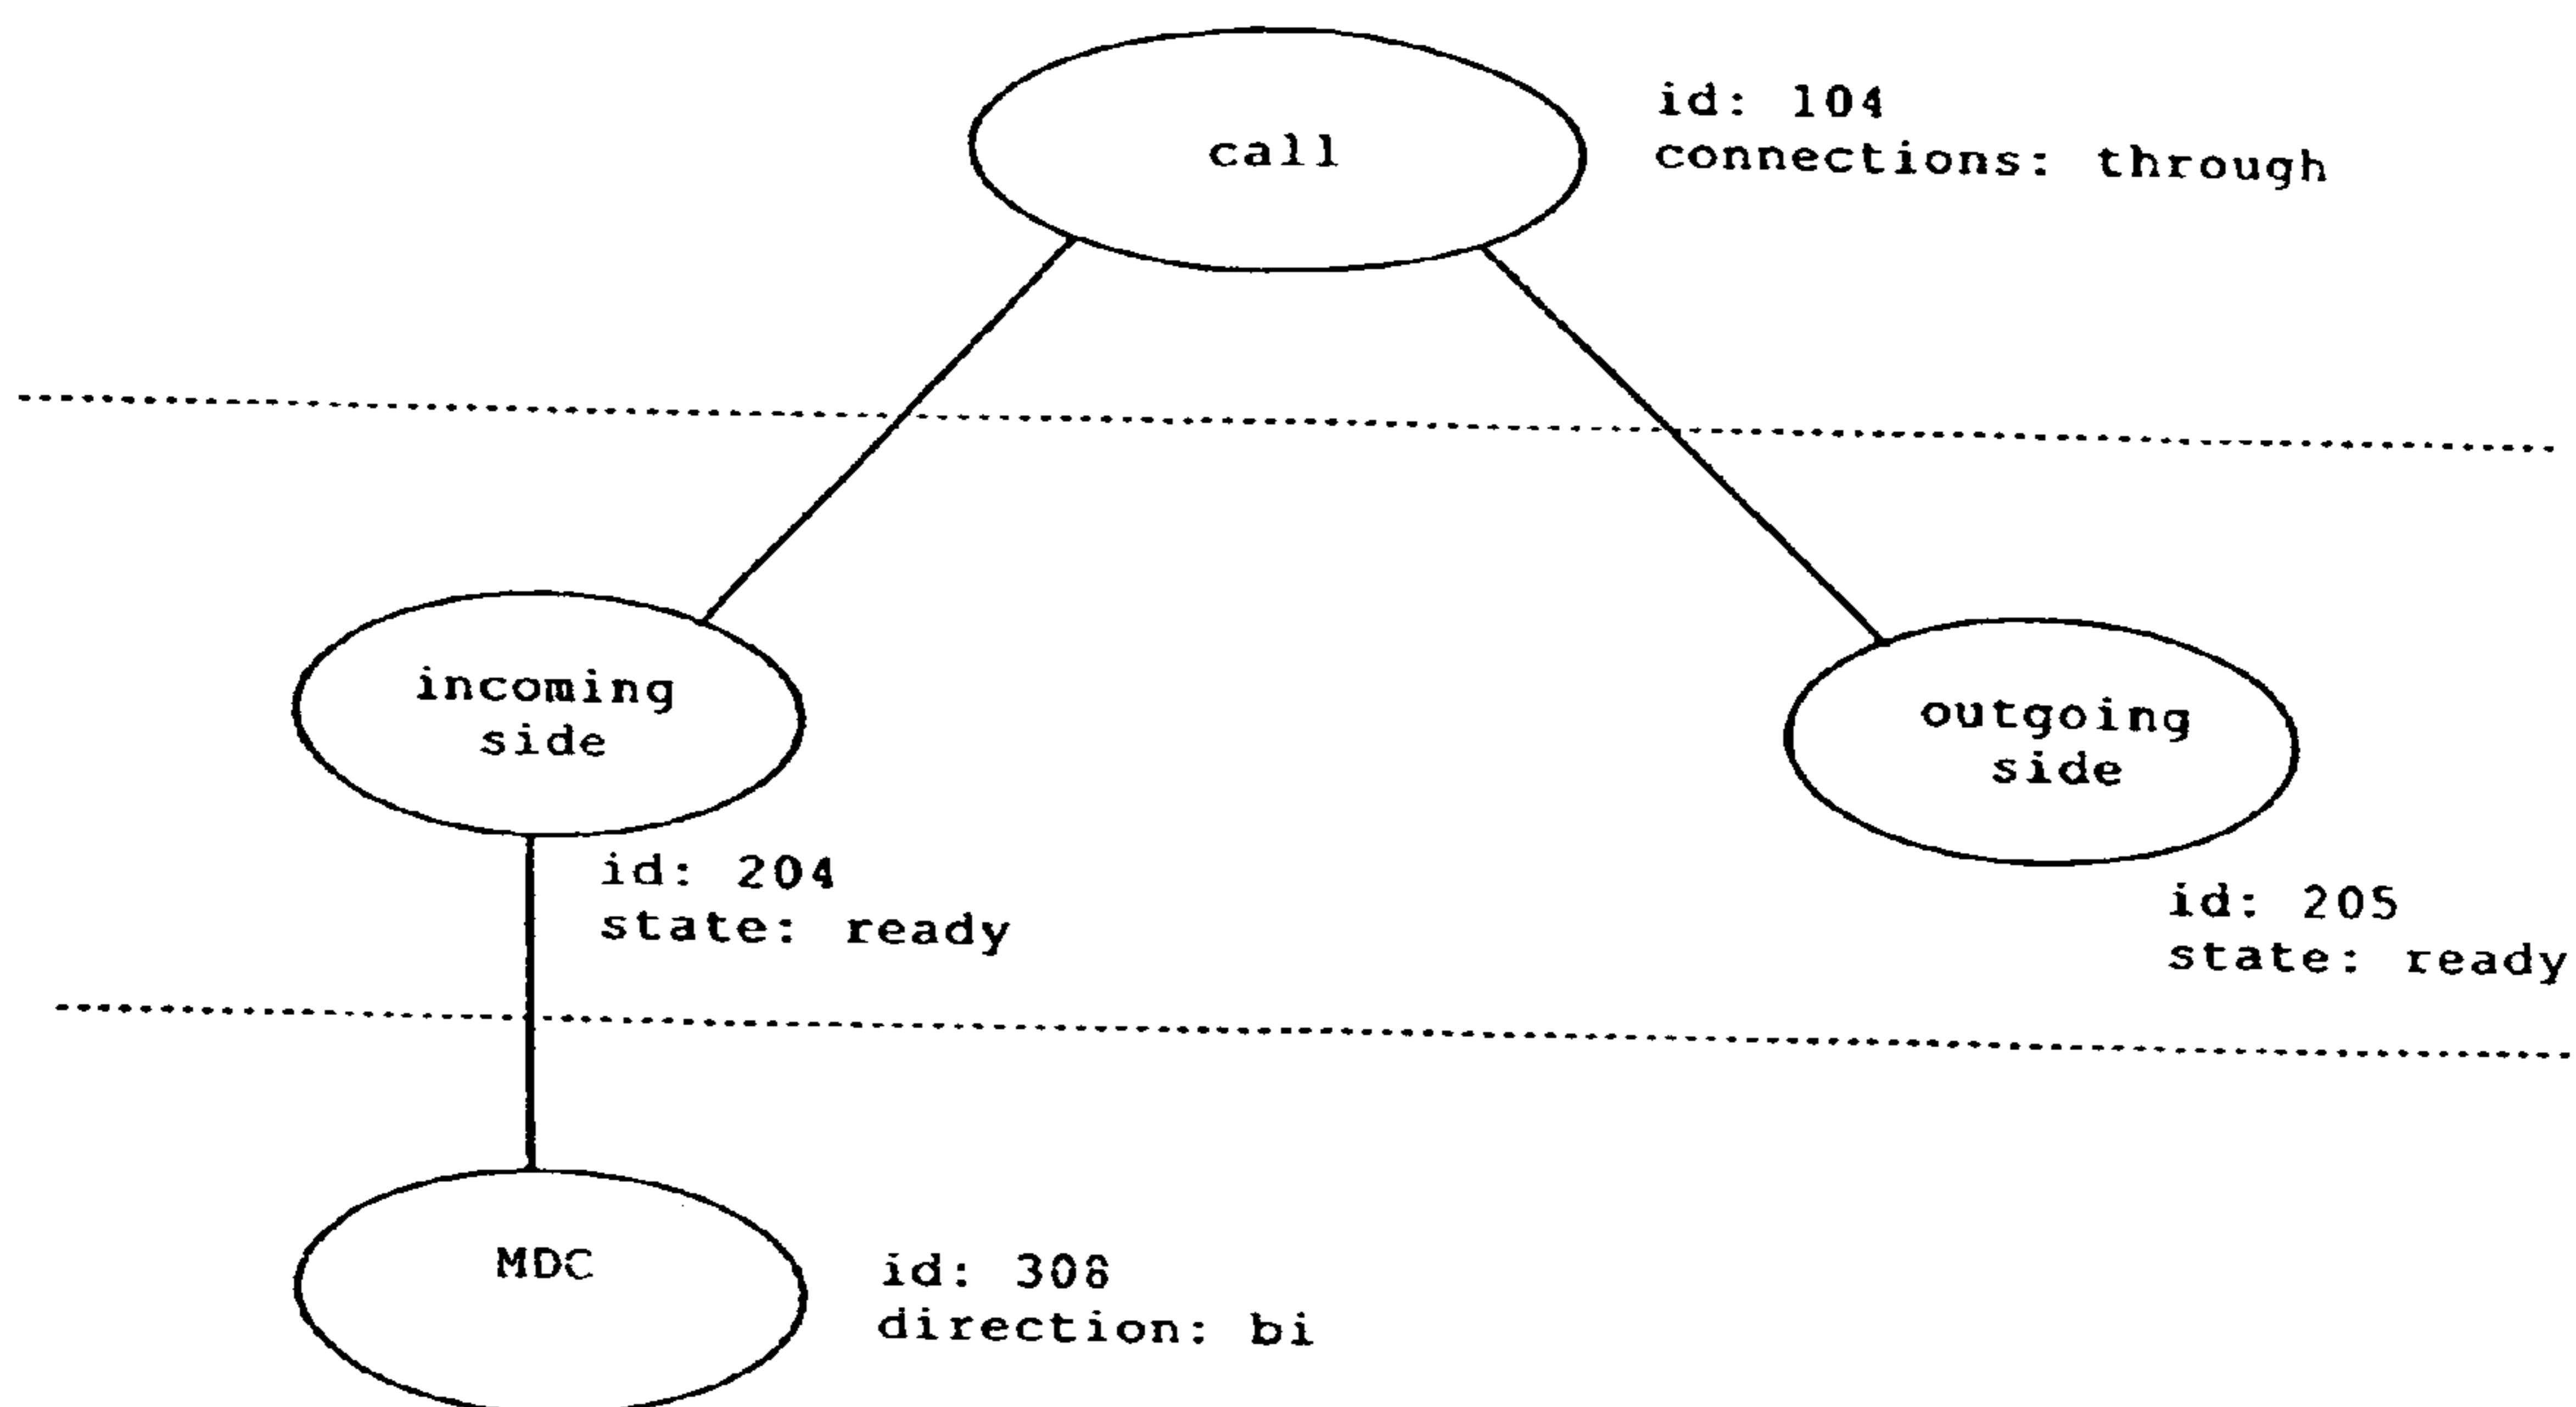 call
id: 104
connections: through
incoming
side
outgoing
side
id: 204
state: ready
id: 205
state: ready
MDC
id: 308
direction: bi